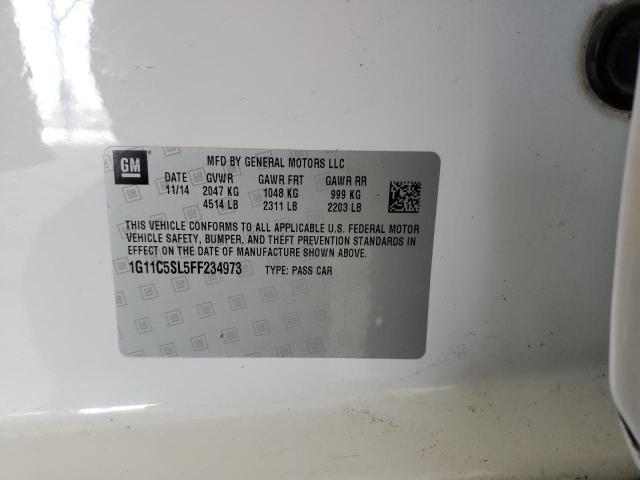 GM
MFD BY GENERAL MOTORS LLC
DATE GVWR GAWR FRT GAWR RR
11/14 2047 KG 1048 KG 999 KG
4514 LB 2311 LB 2203 LB
THIS VEHICLE CONFORMS TO ALL APPLICABLE U.S. FEDERAL MOTOR
VEHICLE SAFETY, BUMPER, AND THEFT PREVENTION STANDARDS IN
EFFECT ON THE DATE OF MANUFACTURE SHOWN ABOVE.
1G11C5SL5FF234973 TYPE: PASS CAR